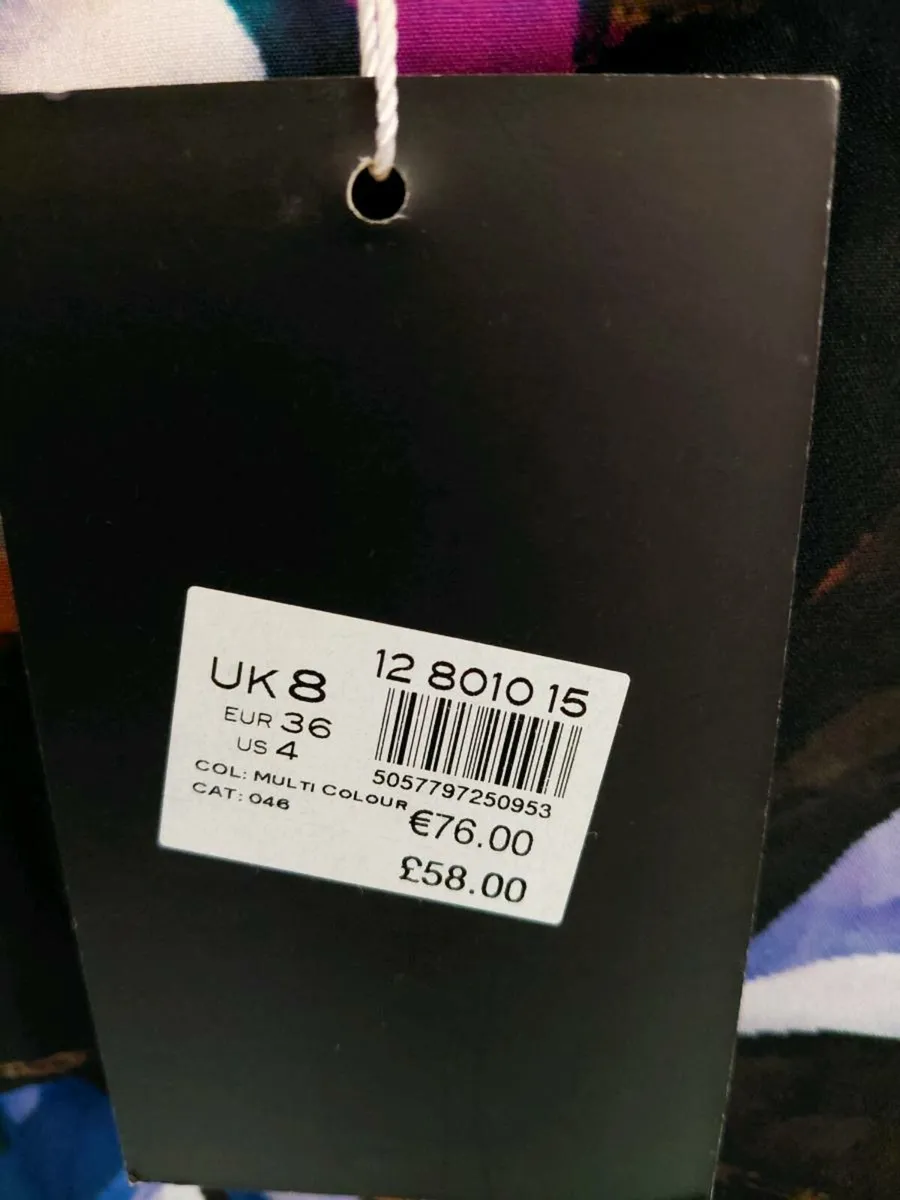 UK 8
EUR 36
US 4
COL: MULTI COLOUR
CAT: 046
12 8010 15
5057797250953
€76.00
£58.00